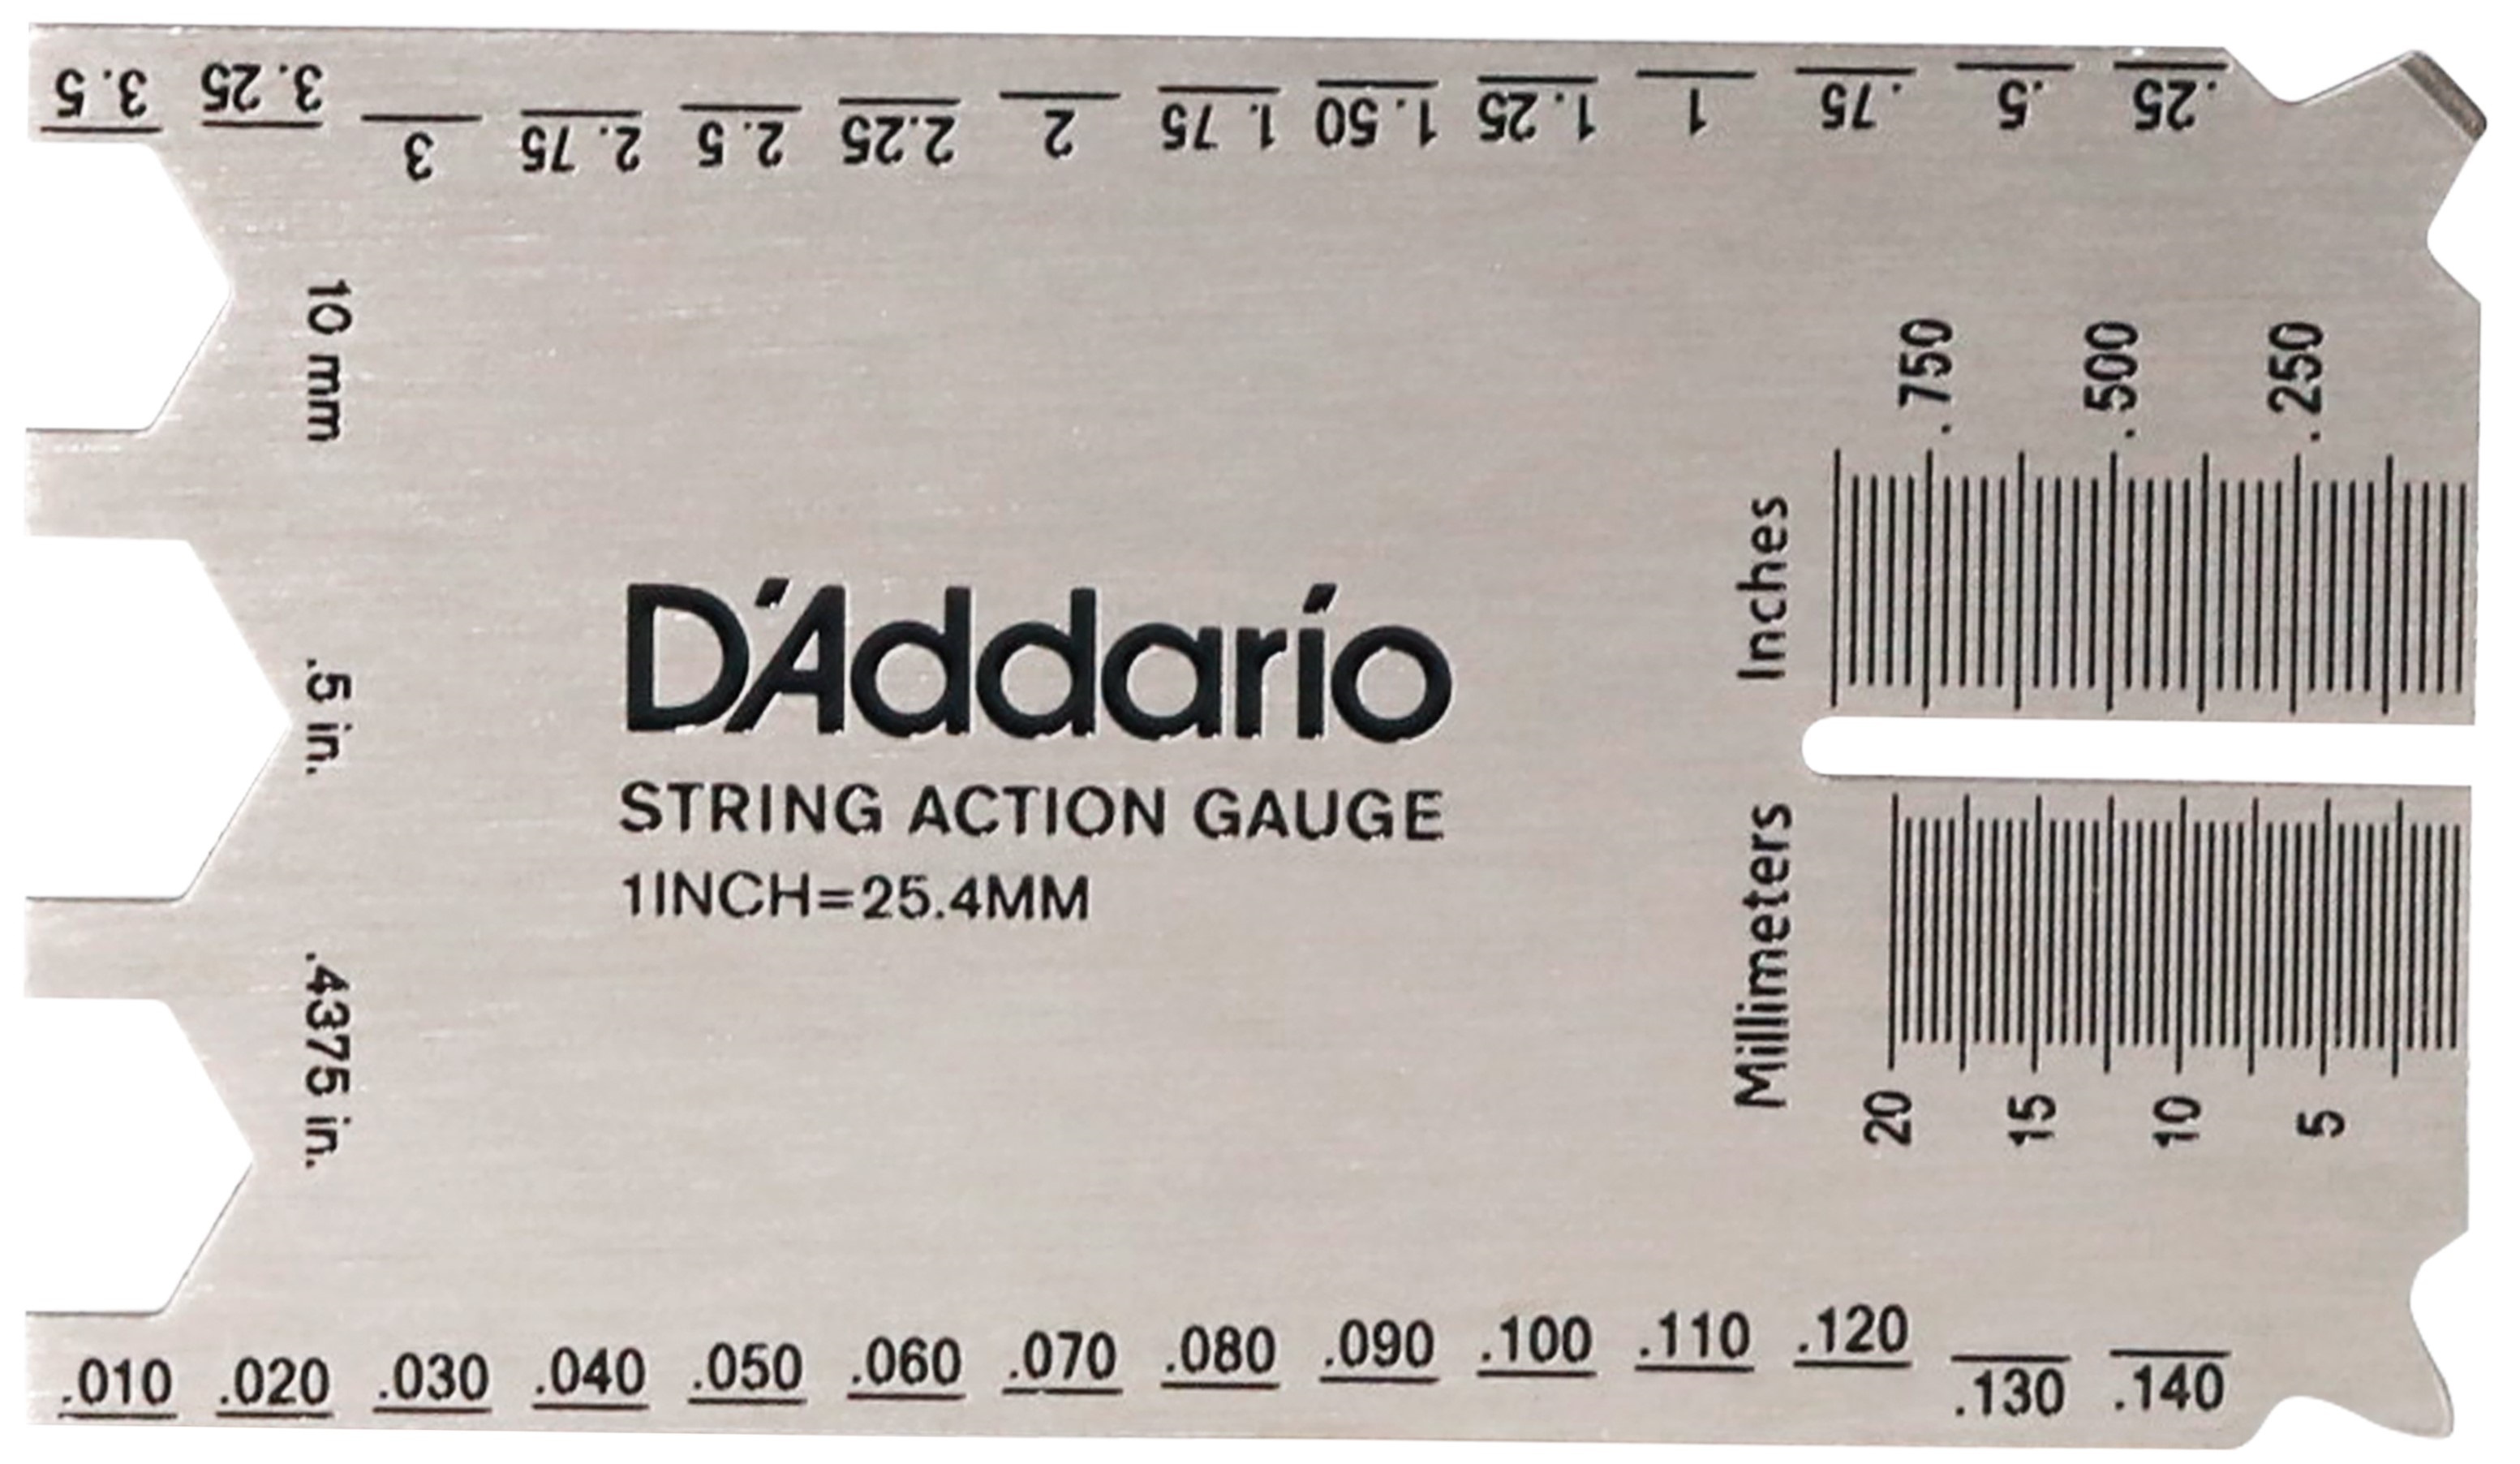 3.5 3.25 3 2.75 2.5 2.25 2 1.75 1.50 1.25 1 .75 .5 .25
10 mm
.5 in.
.4375 in.
D'Addario
STRING ACTION GAUGE
1INCH=25.4MM
.750 .500 .250
Inches
Millimeters
20 15 10 5
.010 .020 .030 .040 .050 .060 .070 .080 .090 .100 .110 .120 .130 .140